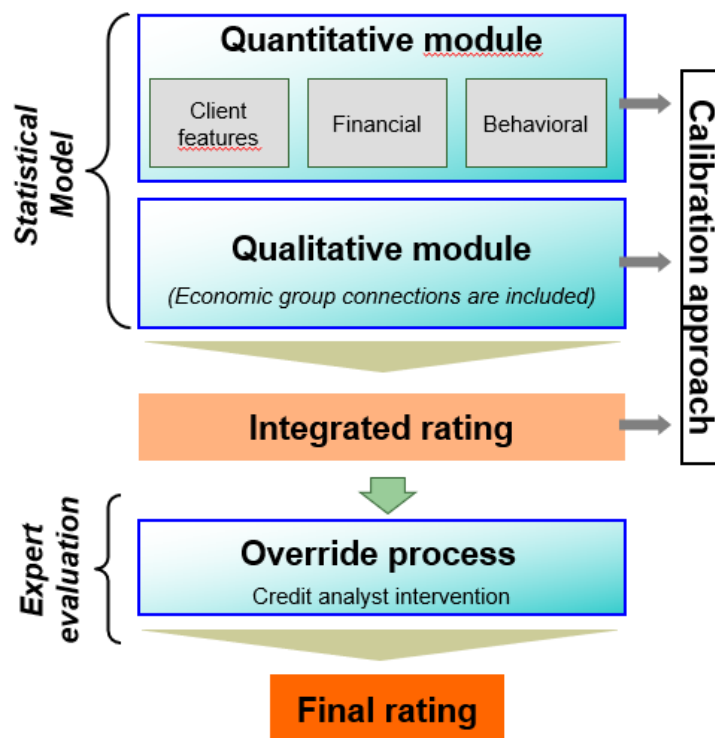 Statistical
Model
Quantitative module
Client
features
Financial
Behavioral
Qualitative module
(Economic group connections are included)
Calibration approach
Integrated rating
Expert
evaluation
Override process
Credit analyst intervention
Final rating